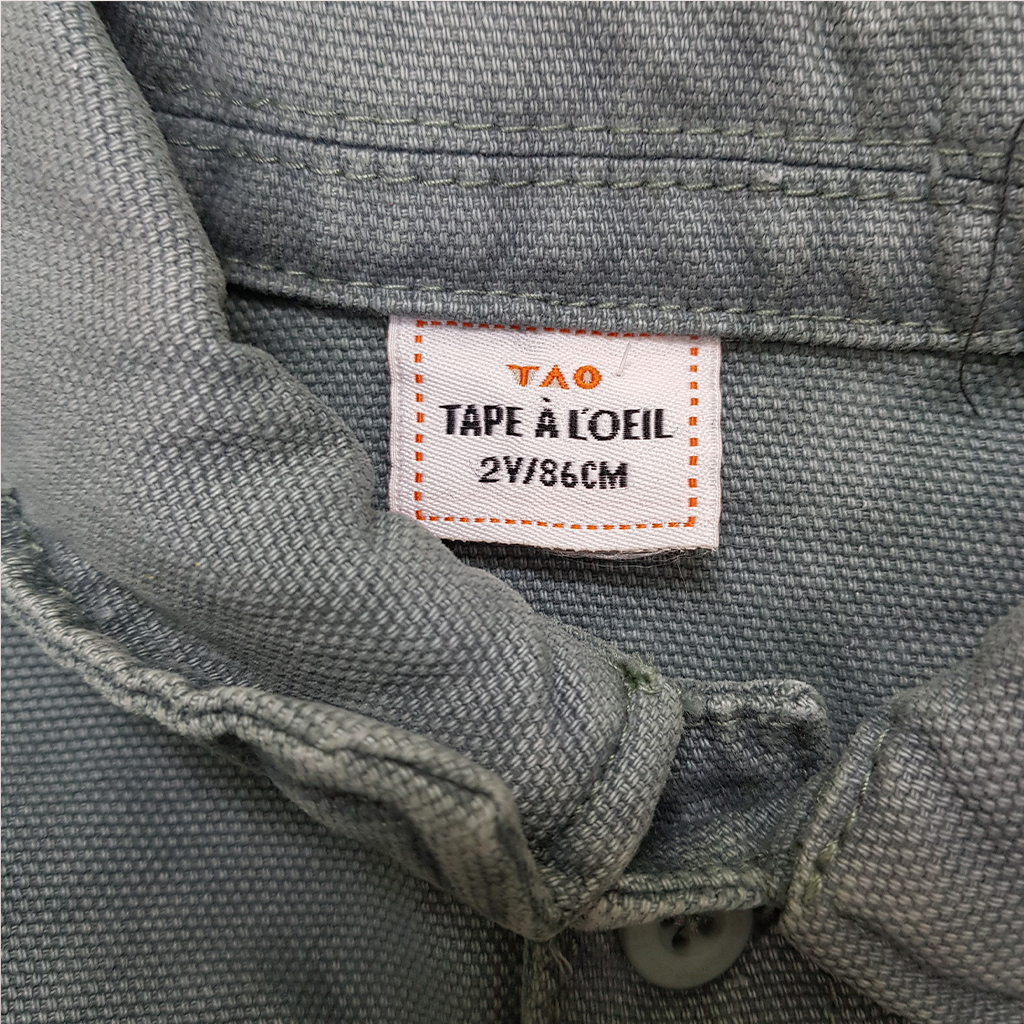 TAO
TAPE À L'OEIL
2Y/86CM